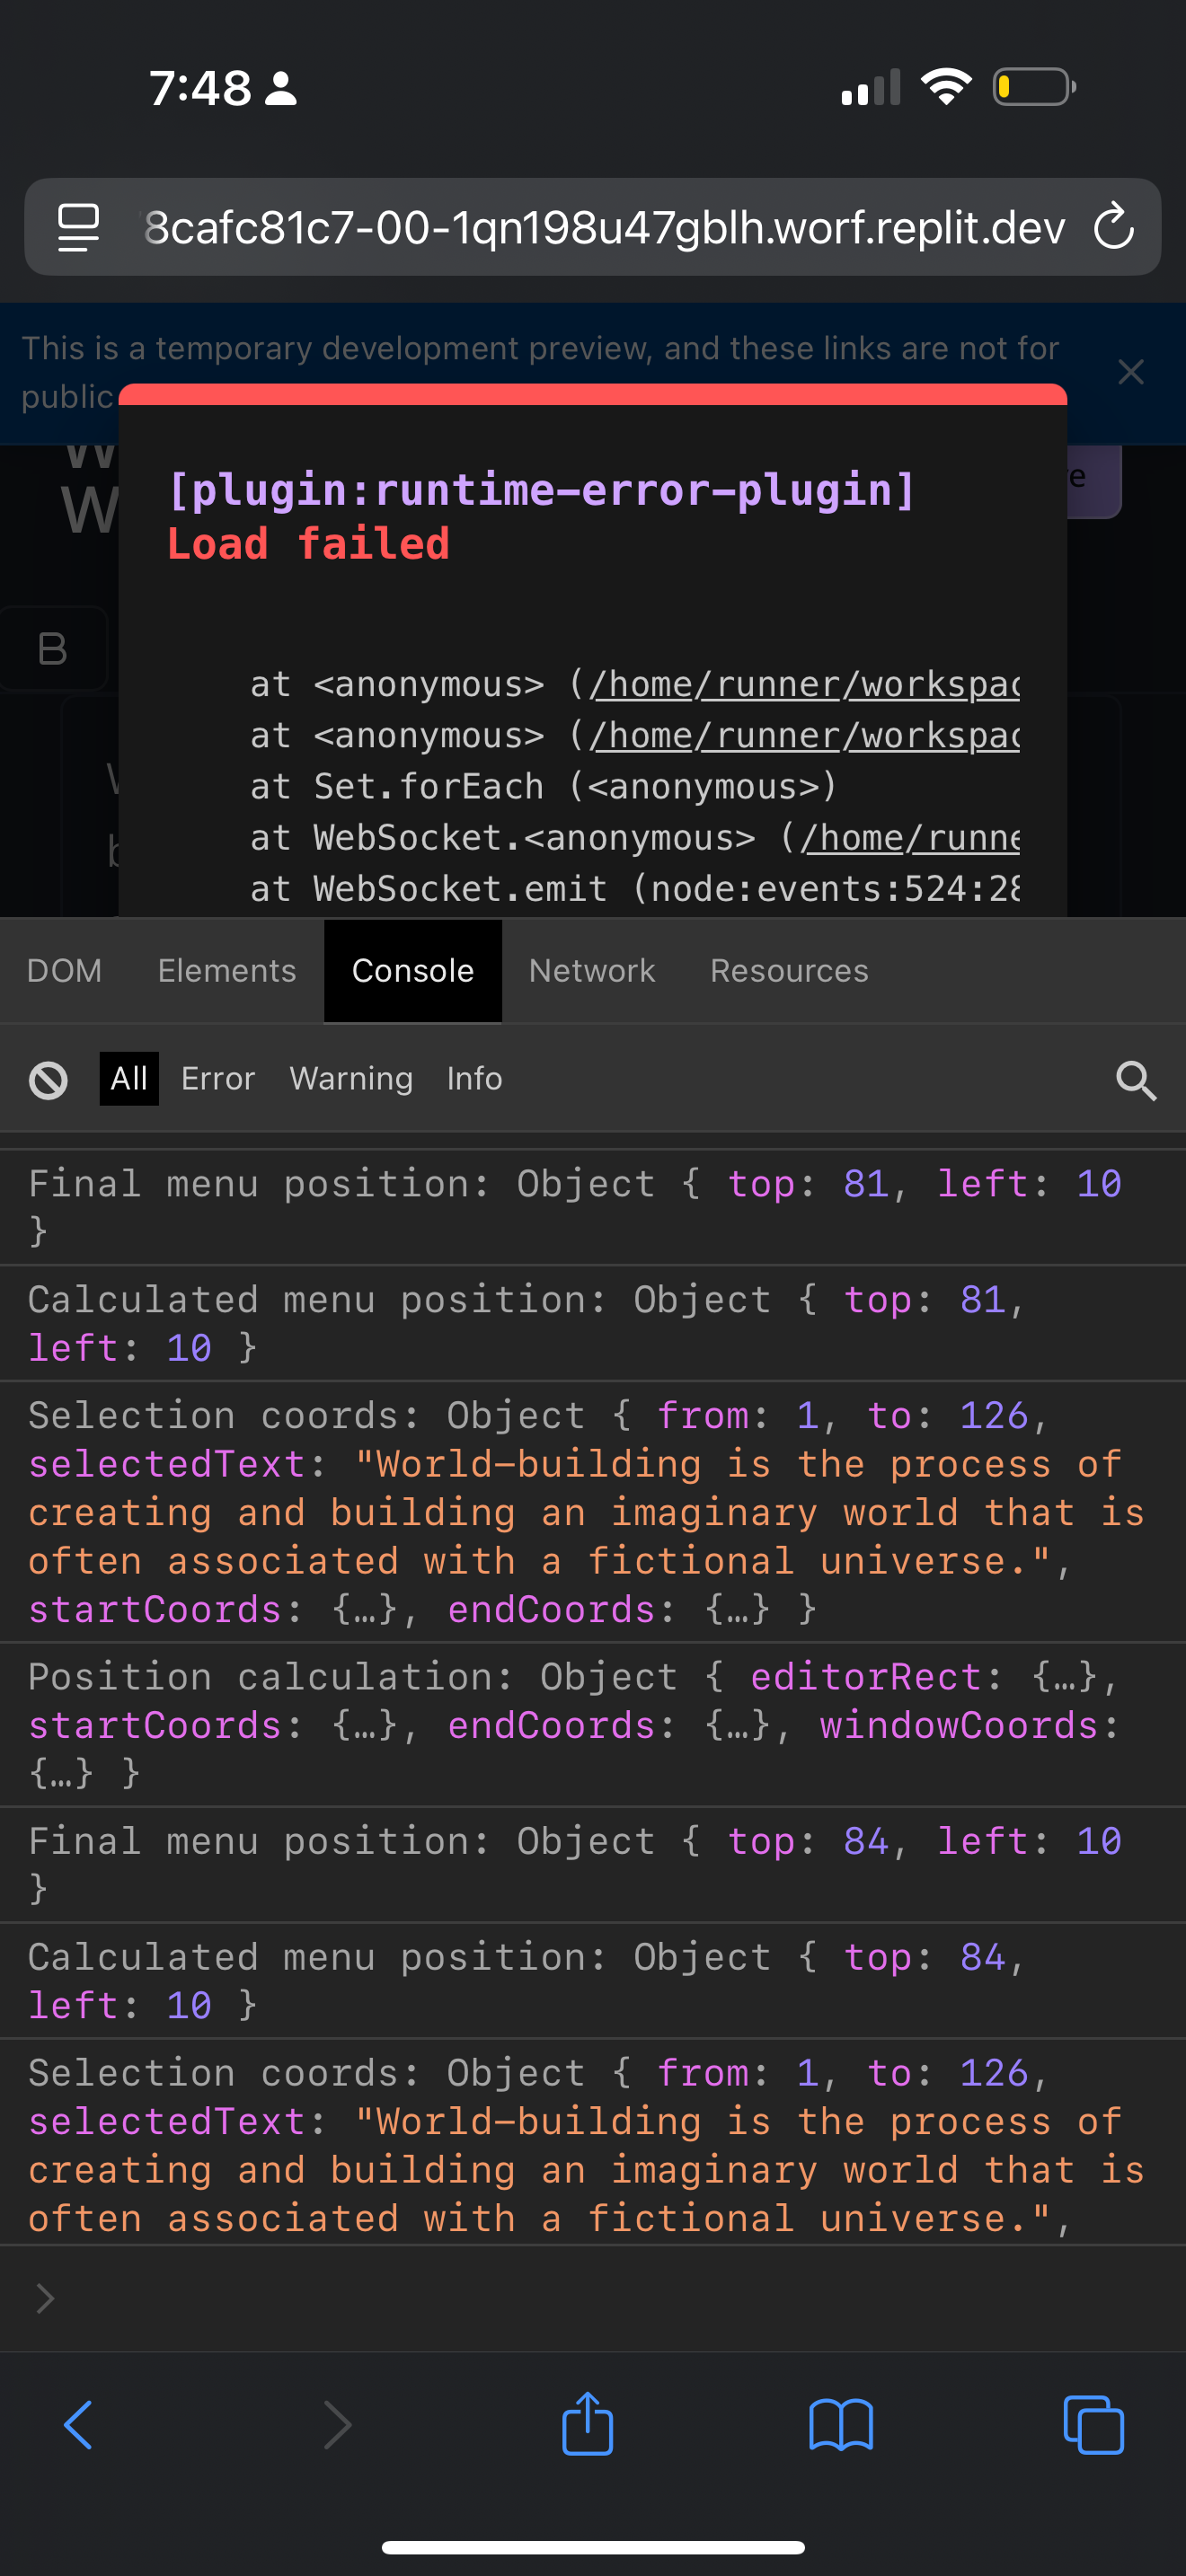 7:48
8cafc81c7-00-1qn198u47gblh.worf.replit.dev
This is a temporary development preview, and these links are not for
public
[plugin:runtime-error-plugin]
Load failed
B
at <anonymous> (/home/runner/workspac
at <anonymous> (/home/runner/workspac
at Set.forEach (<anonymous>)
at WebSocket.<anonymous> (/home/runne
at WebSocket.emit (node:events:524:28
DOM Elements Console Network Resources
All Error Warning Info
Final menu position: Object { top: 81, left: 10
}
Calculated menu position: Object { top: 81,
left: 10 }
Selection coords: Object { from: 1, to: 126,
selectedText: "World-building is the process of
creating and building an imaginary world that is
often associated with a fictional universe.",
startCoords: {…}, endCoords: {…} }
Position calculation: Object { editorRect: {…},
startCoords: {…}, endCoords: {…}, windowCoords:
{…} }
Final menu position: Object { top: 84, left: 10
}
Calculated menu position: Object { top: 84,
left: 10 }
Selection coords: Object { from: 1, to: 126,
selectedText: "World-building is the process of
creating and building an imaginary world that is
often associated with a fictional universe.",